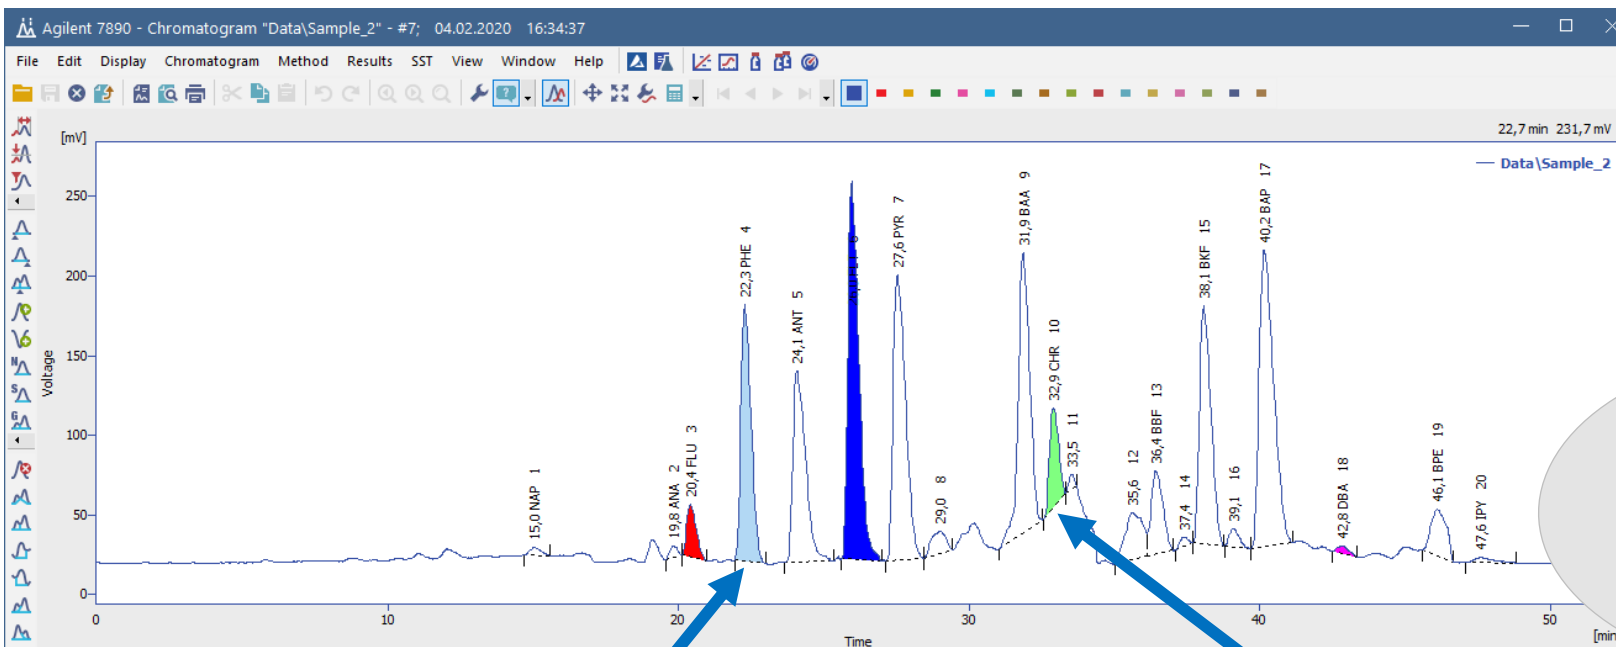 Agilent 7890 - Chromatogram "Data\Sample_2" - #7; 04.02.2020 16:34:37
File Edit Display Chromatogram Method Results SST View Window Help
22,7 min 231,7 mV
Data\Sample_2
[mV]
250
200
150
100
50
0
Voltage
15,0 NAP 1
19,8 ANA 2
20,4 FLU 3
22,3 PHE 4
24,1 ANT 5
27,6 PYR 7
29,0 8
31,9 BAA 9
32,9 CHR 10
33,5 11
35,6 12
36,4 BBF 13
37,4 14
38,1 BKF 15
39,1 16
40,2 BAP 17
42,8 DBA 18
46,1 BPE 19
47,6 IPY 20
0 10 20 30 40 50
Time
[min